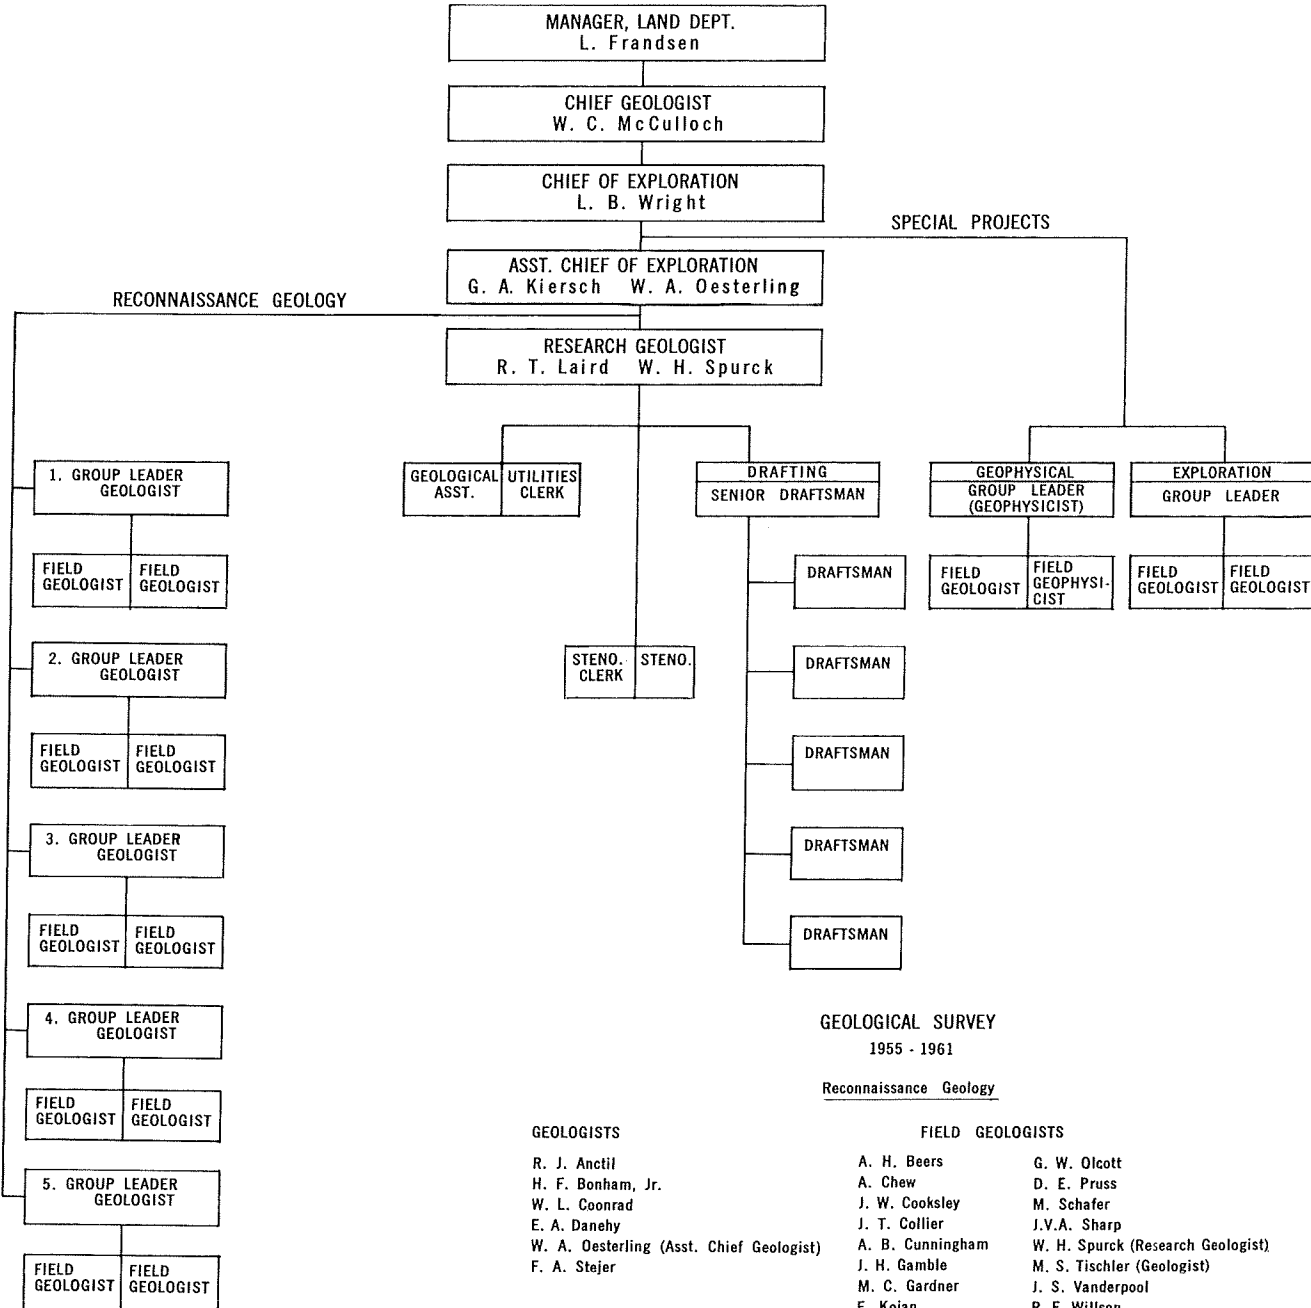 MANAGER, LAND DEPT.
L. Frandsen
CHIEF GEOLOGIST
W. C. McCulloch
CHIEF OF EXPLORATION
L. B. Wright
SPECIAL PROJECTS
ASST. CHIEF OF EXPLORATION
G. A. Kiersch W. A. Oesterling
RECONNAISSANCE GEOLOGY
RESEARCH GEOLOGIST
R. T. Laird W. H. Spurck
1. GROUP LEADER
GEOLOGIST
FIELD
GEOLOGIST
FIELD
GEOLOGIST
2. GROUP LEADER
GEOLOGIST
FIELD
GEOLOGIST
FIELD
GEOLOGIST
3. GROUP LEADER
GEOLOGIST
FIELD
GEOLOGIST
FIELD
GEOLOGIST
4. GROUP LEADER
GEOLOGIST
FIELD
GEOLOGIST
FIELD
GEOLOGIST
5. GROUP LEADER
GEOLOGIST
FIELD
GEOLOGIST
FIELD
GEOLOGIST
GEOLOGICAL
ASST.
UTILITIES
CLERK
STENO.
CLERK
STENO.
DRAFTING
SENIOR DRAFTSMAN
DRAFTSMAN
DRAFTSMAN
DRAFTSMAN
DRAFTSMAN
DRAFTSMAN
GEOPHYSICAL
GROUP LEADER
(GEOPHYSICIST)
FIELD
GEOLOGIST
FIELD
GEOPHYSI-
CIST
EXPLORATION
GROUP LEADER
FIELD
GEOLOGIST
FIELD
GEOLOGIST
GEOLOGICAL SURVEY
1955 - 1961
Reconnaissance Geology
GEOLOGISTS
R. J. Anctil
H. F. Bonham, Jr.
W. L. Coonrad
E. A. Danehy
W. A. Oesterling (Asst. Chief Geologist)
F. A. Stejer
FIELD GEOLOGISTS
A. H. Beers
A. Chew
J. W. Cooksley
J. T. Collier
A. B. Cunningham
J. H. Gamble
M. C. Gardner
E. Kojan
G. W. Olcott
D. E. Pruss
M. Schafer
J.V.A. Sharp
W. H. Spurck (Research Geologist)
M. S. Tischler (Geologist)
J. S. Vanderpool
Willson